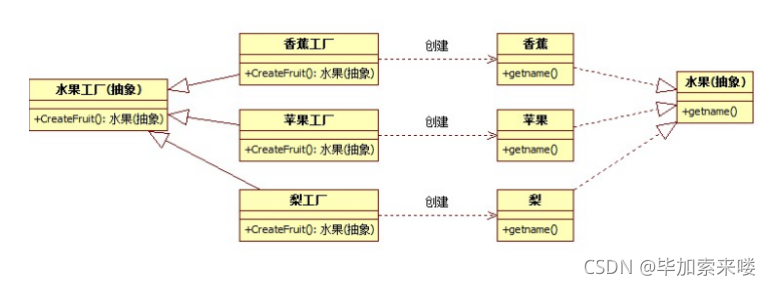 香蕉工厂
+CreateFruit(): 水果(抽象)
创建
香蕉
+getname()
水果工厂(抽象)
+CreateFruit(): 水果(抽象)
水果(抽象)
+getname()
苹果工厂
+CreateFruit(): 水果(抽象)
创建
苹果
+getname()
梨工厂
+CreateFruit(): 水果(抽象)
创建
梨
+getname()
CSDN @毕加索来喽